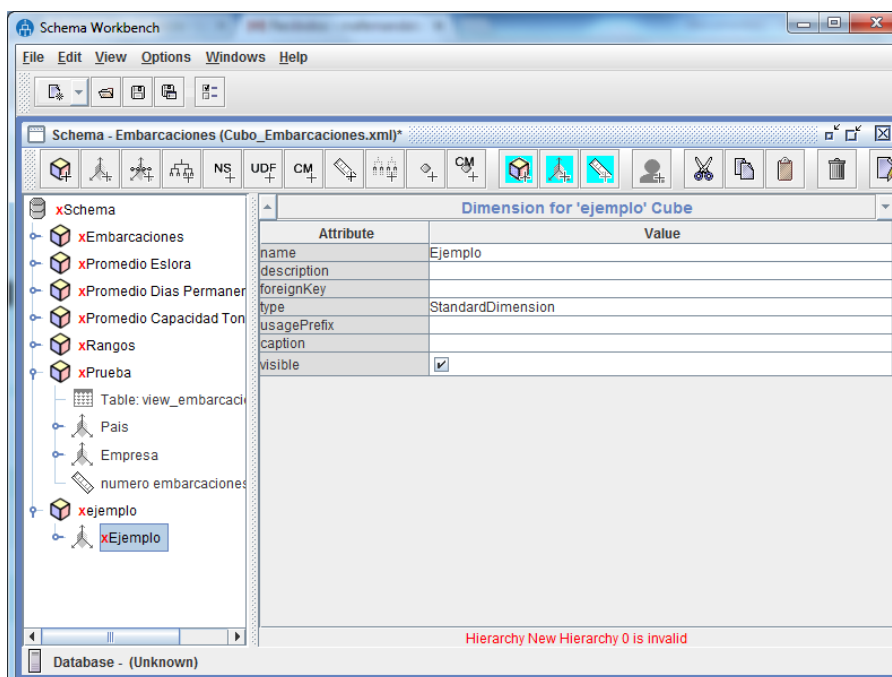 Schema Workbench
File Edit View Options Windows Help
Schema - Embarcaciones (Cubo_Embarcaciones.xml)*
NS UDF CM CM
xSchema
xEmbarcaciones
xPromedio Eslora
xPromedio Dias Permaner
xPromedio Capacidad Ton
xRangos
xPrueba
Table: view_embarcaci
Pais
Empresa
numero embarcaciones
xejemplo
xEjemplo
Dimension for 'ejemplo' Cube
Attribute Value
name Ejemplo
description
foreignKey
type StandardDimension
usagePrefix
caption
visible
Hierarchy New Hierarchy 0 is invalid
Database - (Unknown)